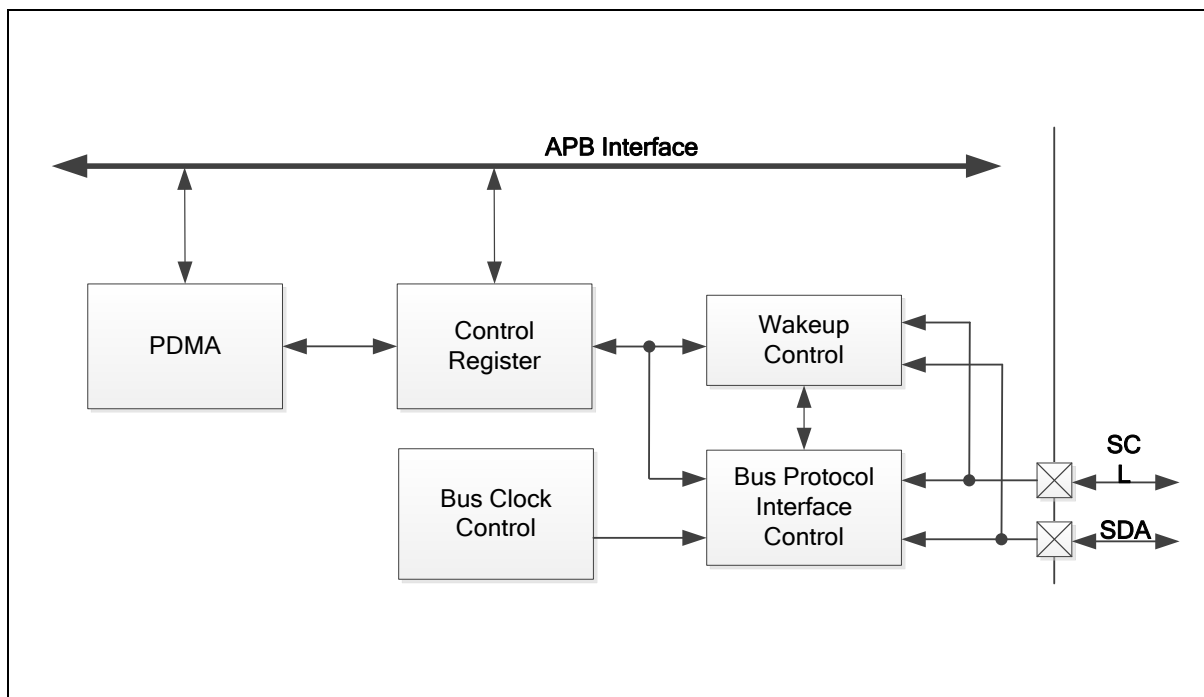 APB Interface
PDMA
Control
Register
Wakeup
Control
Bus Clock
Control
Bus Protocol
Interface
Control
SC
L
SDA